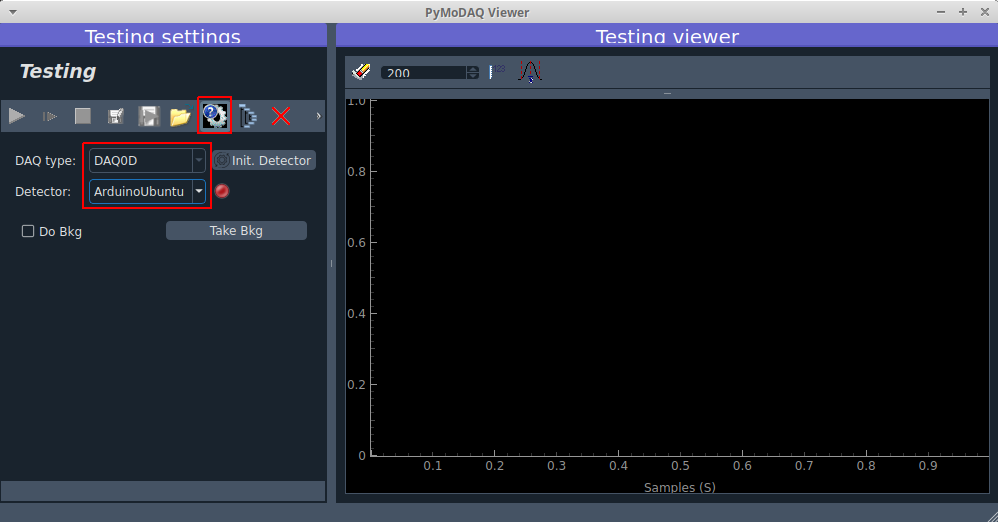 PyMoDAQ Viewer
Testing settings
Testing
DAQ type: DAQ0D Init. Detector
Detector: ArduinoUbuntu
Do Bkg Take Bkg
Testing viewer
200 123
1.0
0.8
0.6
0.4
0.2
0
0.1 0.2 0.3 0.4 0.5 0.6 0.7 0.8 0.9
Samples (S)